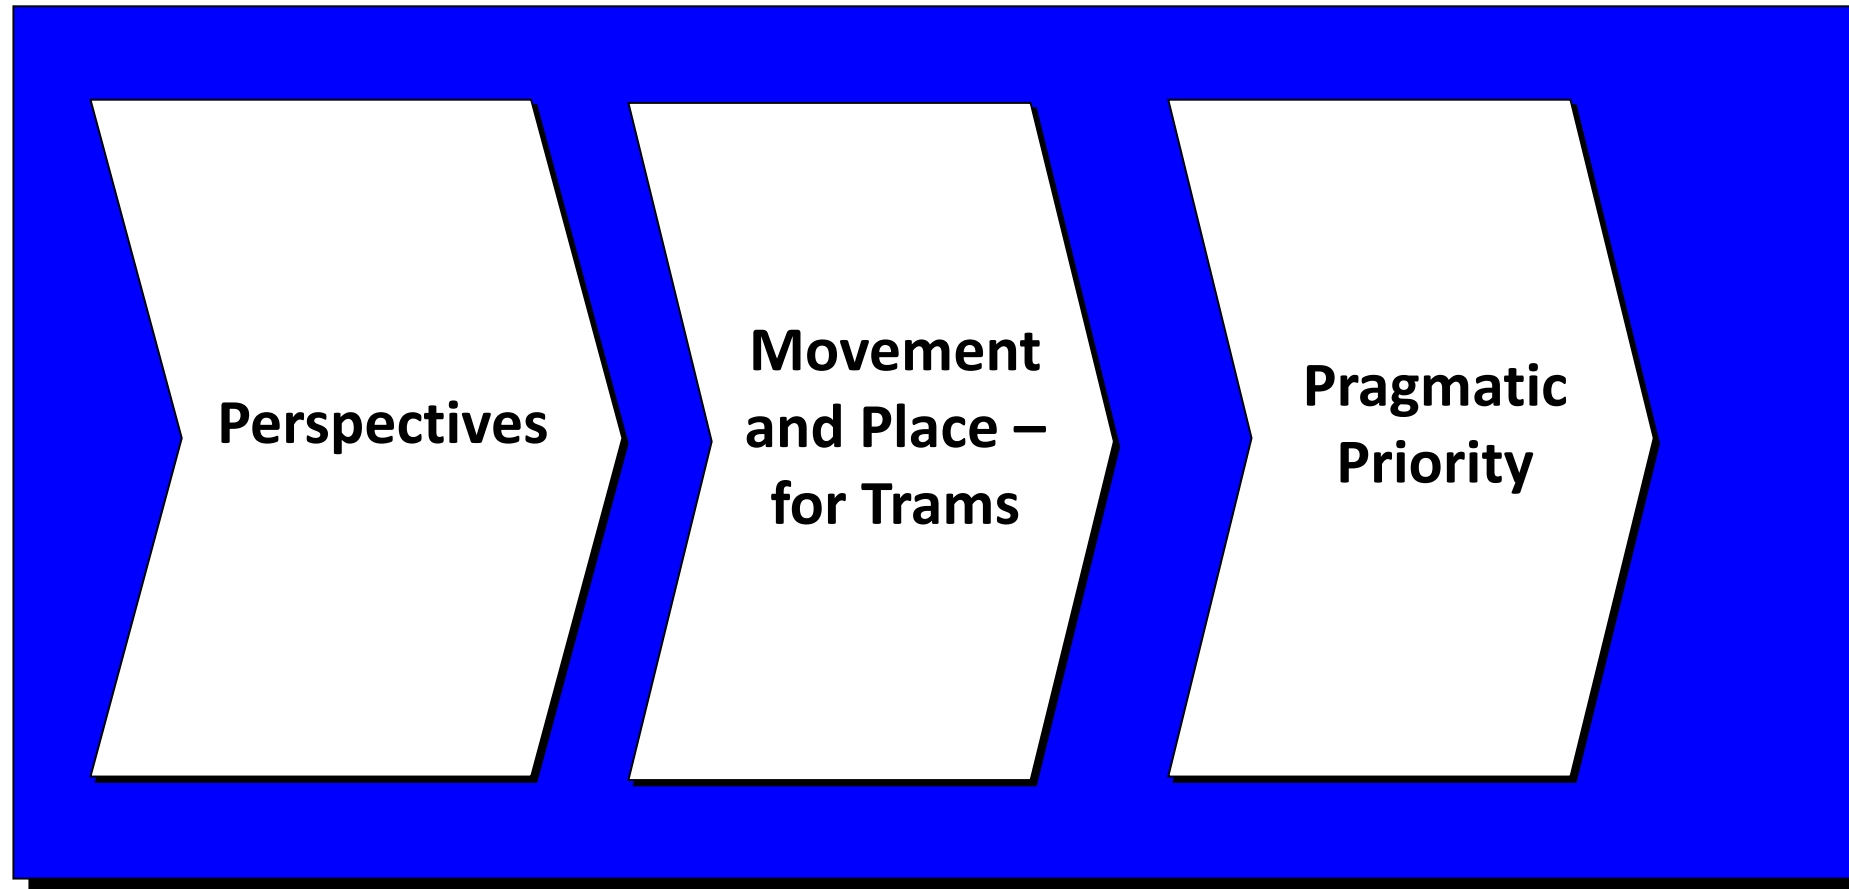 Perspectives
Movement
and Place –
for Trams
Pragmatic
Priority